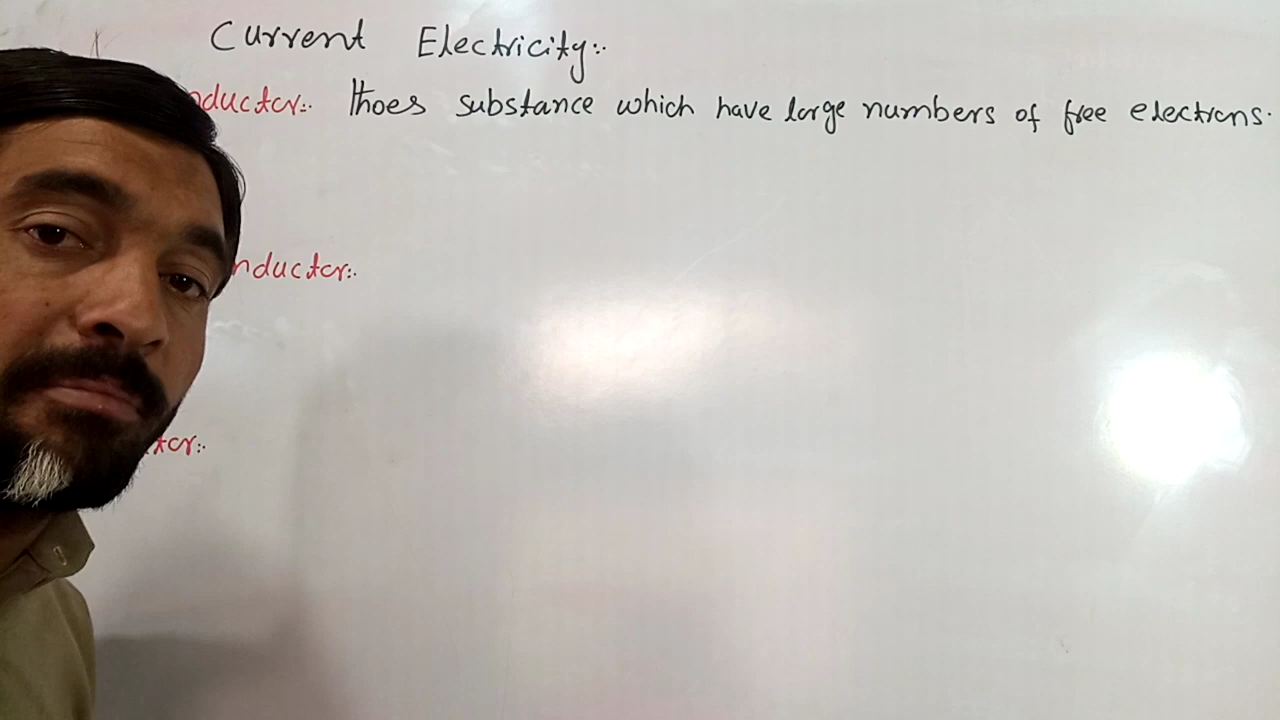 Current Electricity:.
nductor:. Thoes substance which have large numbers of free electrons.
nductor:.
tor:.